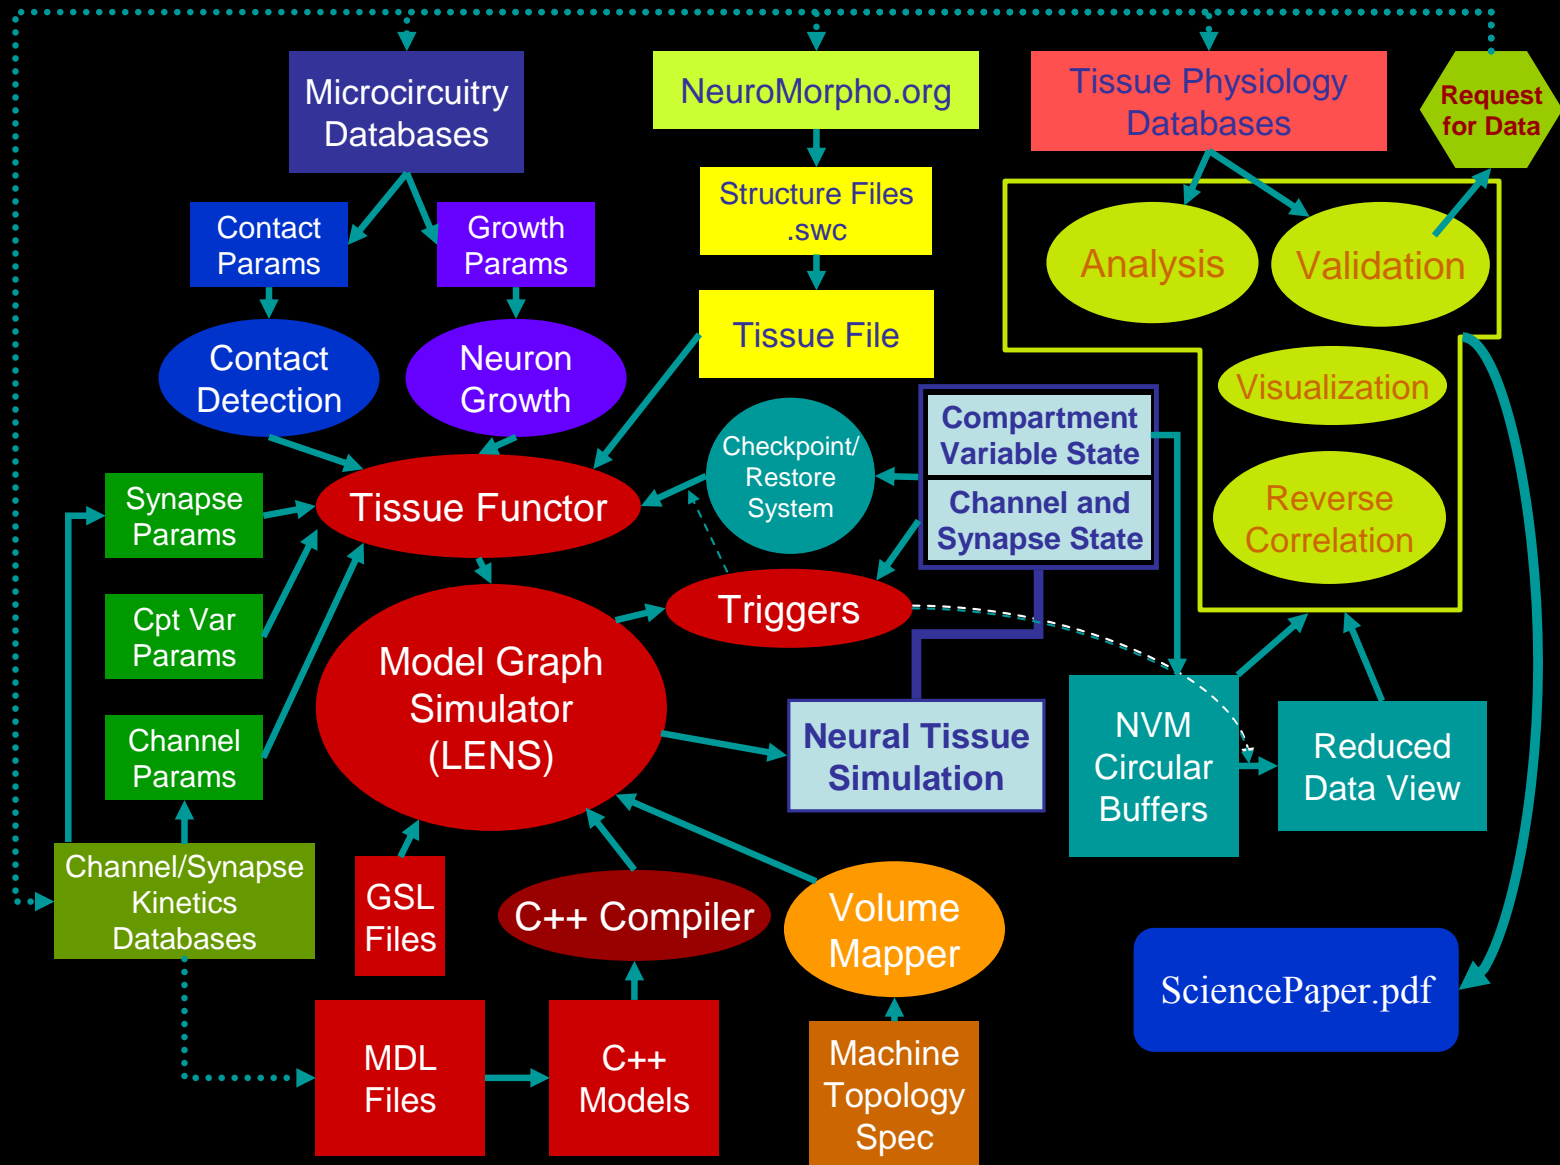 Microcircuitry
Databases
NeuroMorpho.org
Tissue Physiology
Databases
Request
for Data
Structure Files
.swc
Contact
Params
Growth
Params
Analysis
Validation
Tissue File
Contact
Detection
Neuron
Growth
Visualization
Compartment
Variable State
Checkpoint/
Restore
System
Channel and
Synapse State
Synapse
Params
Tissue Functor
Reverse
Correlation
Triggers
Cpt Var
Params
Model Graph
Simulator
(LENS)
Channel
Params
Neural Tissue
Simulation
NVM
Circular
Buffers
Reduced
Data View
Channel/Synapse
Kinetics
Databases
GSL
Files
C++ Compiler
Volume
Mapper
SciencePaper.pdf
MDL
Files
C++
Models
Machine
Topology
Spec